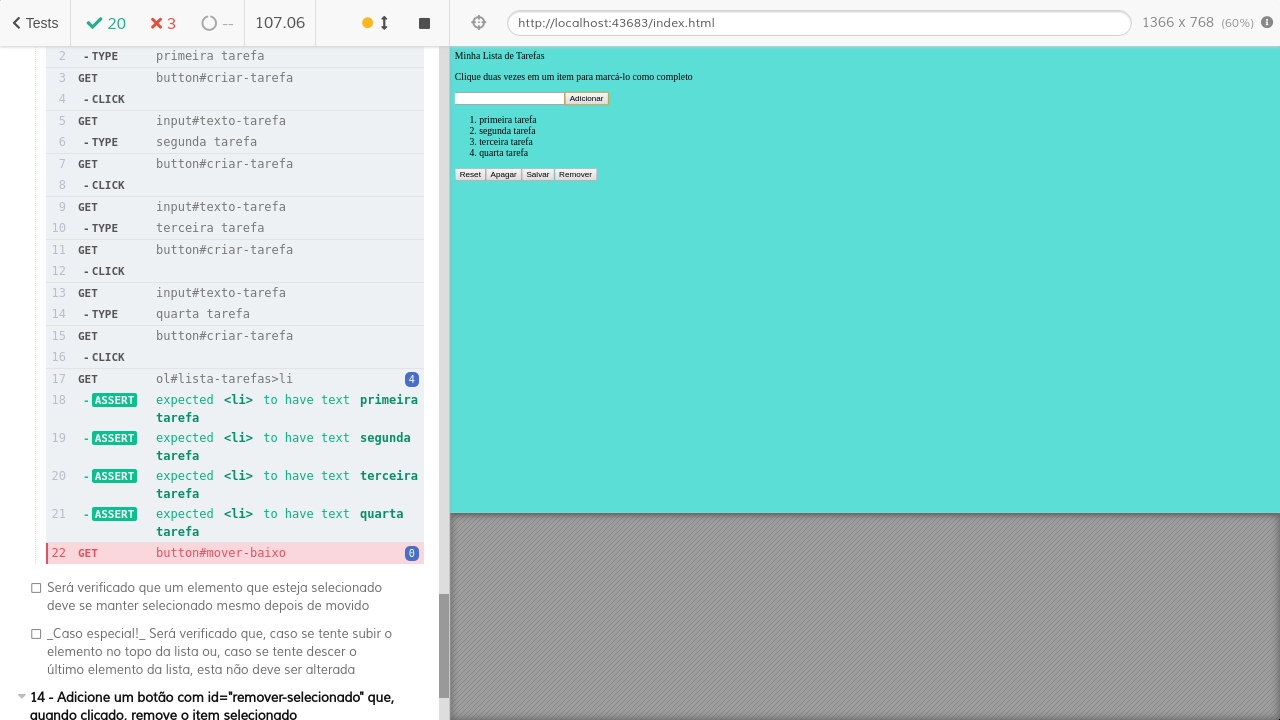 Tests 20 3 -- 107.06 http://localhost:43683/index.html 1366 x 768 (60%)
2 - TYPE primeira tarefa
3 GET button#criar-tarefa
4 - CLICK
5 GET input#texto-tarefa
6 - TYPE segunda tarefa
7 GET button#criar-tarefa
8 - CLICK
9 GET input#texto-tarefa
10 - TYPE terceira tarefa
11 GET button#criar-tarefa
12 - CLICK
13 GET input#texto-tarefa
14 - TYPE quarta tarefa
15 GET button#criar-tarefa
16 - CLICK
17 GET ol#lista-tarefas>li 4
18 - ASSERT expected <li> to have text primeira
tarefa
19 - ASSERT expected <li> to have text segunda
tarefa
20 - ASSERT expected <li> to have text terceira
tarefa
21 - ASSERT expected <li> to have text quarta
tarefa
22 GET button#mover-baixo 0
Será verificado que um elemento que esteja selecionado
deve se manter selecionado mesmo depois de movido
_Caso especial!_ Será verificado que, caso se tente subir o
elemento no topo da lista ou, caso se tente descer o
último elemento da lista, esta não deve ser alterada
14 - Adicione um botão com id="remover-selecionado" que,
quando clicado, remove o item selecionado
Minha Lista de Tarefas
Clique duas vezes em um item para marcá-lo como completo
Adicionar
1. primeira tarefa
2. segunda tarefa
3. terceira tarefa
4. quarta tarefa
Reset Apagar Salvar Remover